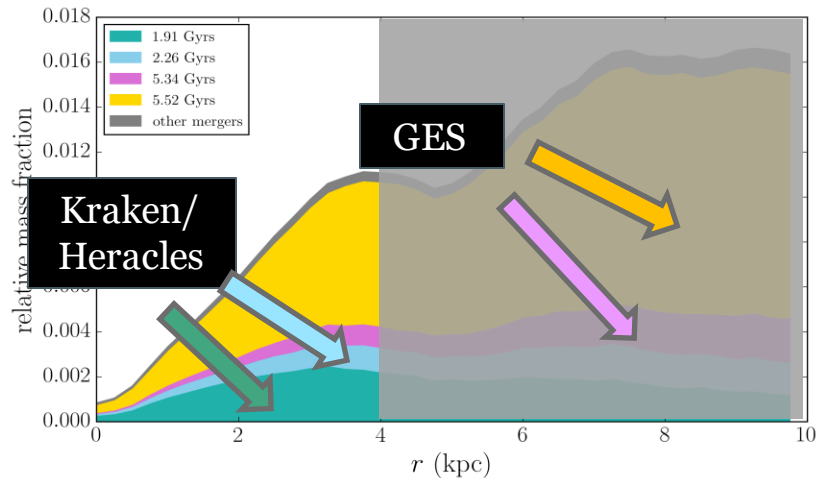 0.018
0.016
0.014
0.012
0.004
0.002
0.000
relative mass fraction
1.91 Gyrs
2.26 Gyrs
5.34 Gyrs
5.52 Gyrs
other mergers
GES
Kraken/
Heracles
0 2 4 6 8 10
r (kpc)